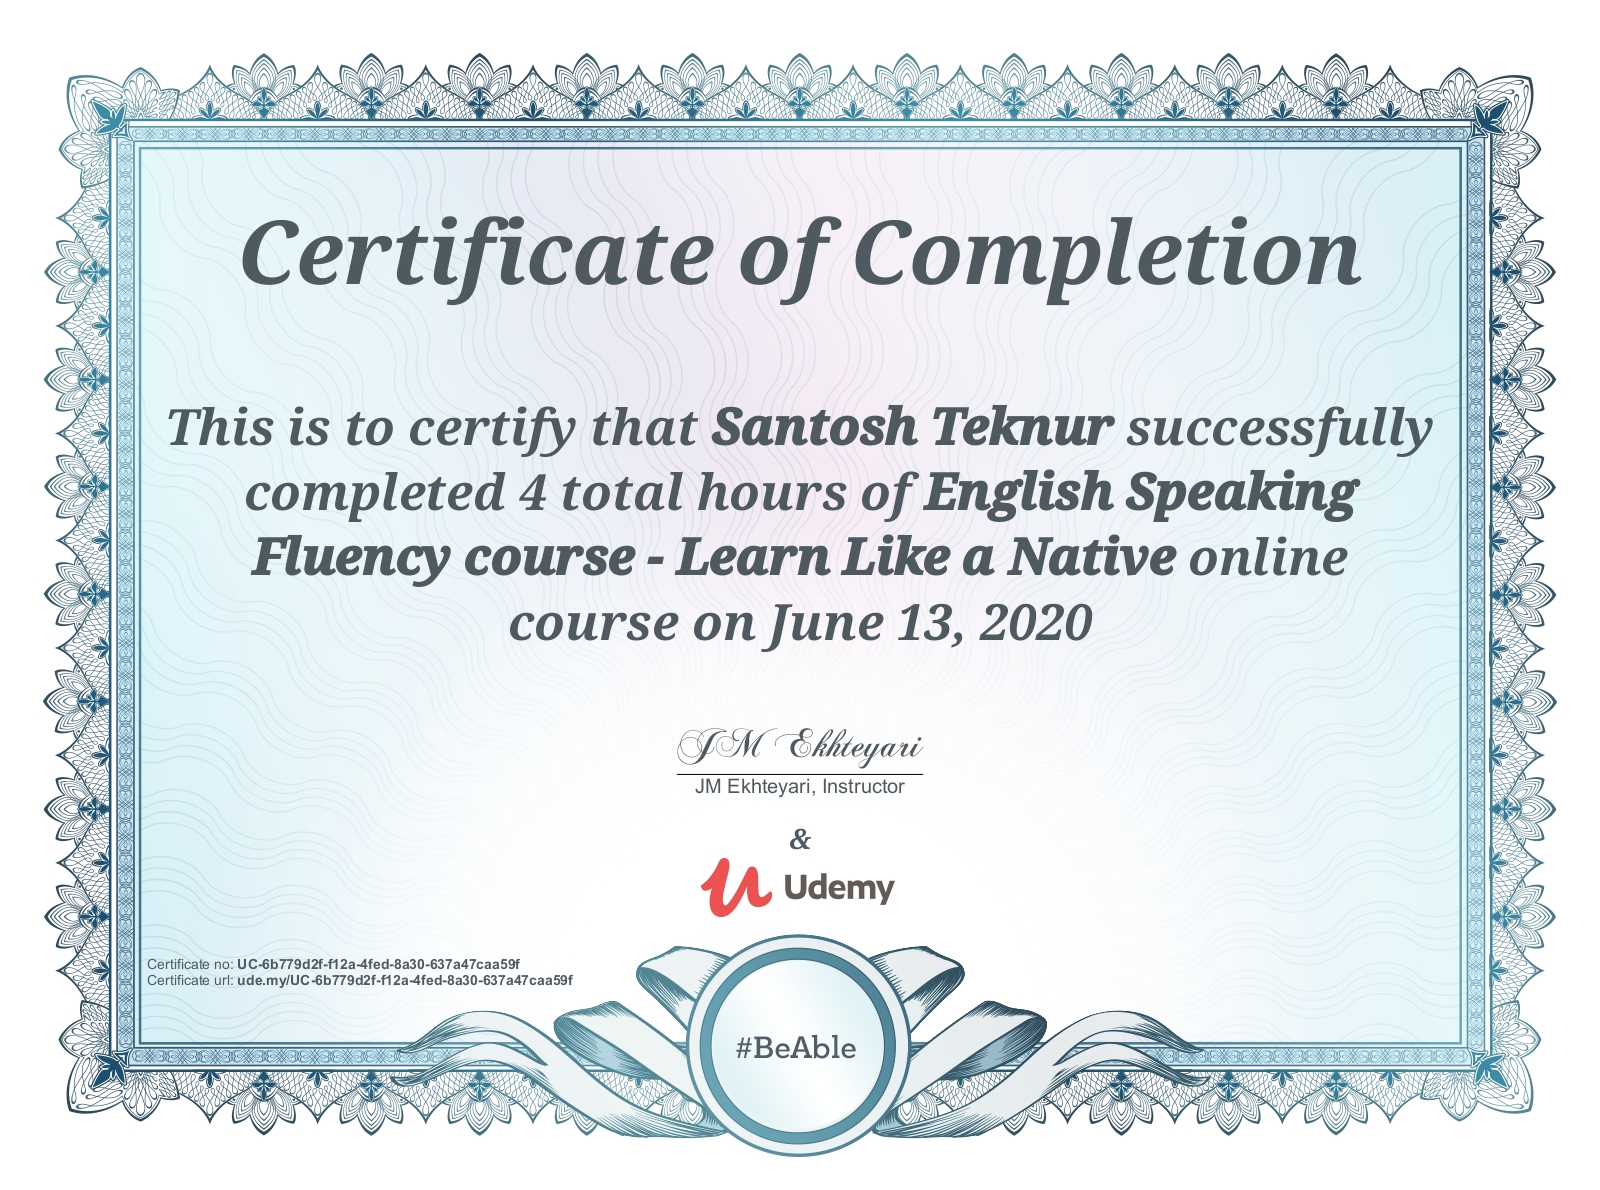 Certificate of Completion
This is to certify that Santosh Teknur successfully
completed 4 total hours of English Speaking
Fluency course - Learn Like a Native online
course on June 13, 2020
JM Ekhteyari
JM Ekhteyari, Instructor
&
Udemy
Certificate no: UC-6b779d2f-f12a-4fed-8a30-637a47caa59f
Certificate url: ude.my/UC-6b779d2f-f12a-4fed-8a30-637a47caa59f
#BeAble